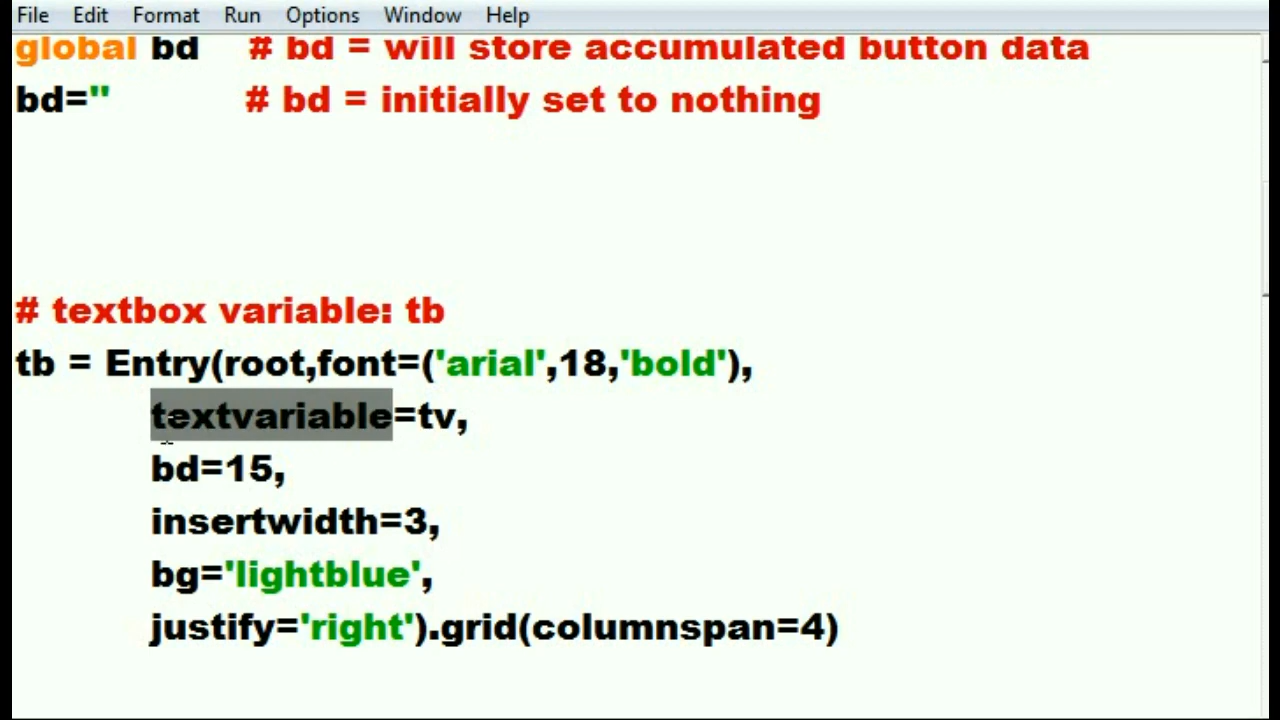 File Edit Format Run Options Window Help
global bd # bd = will store accumulated button data
bd='' # bd = initially set to nothing
# textbox variable: tb
tb = Entry(root,font=('arial',18,'bold'),
textvariable=tv,
bd=15,
insertwidth=3,
bg='lightblue',
justify='right').grid(columnspan=4)